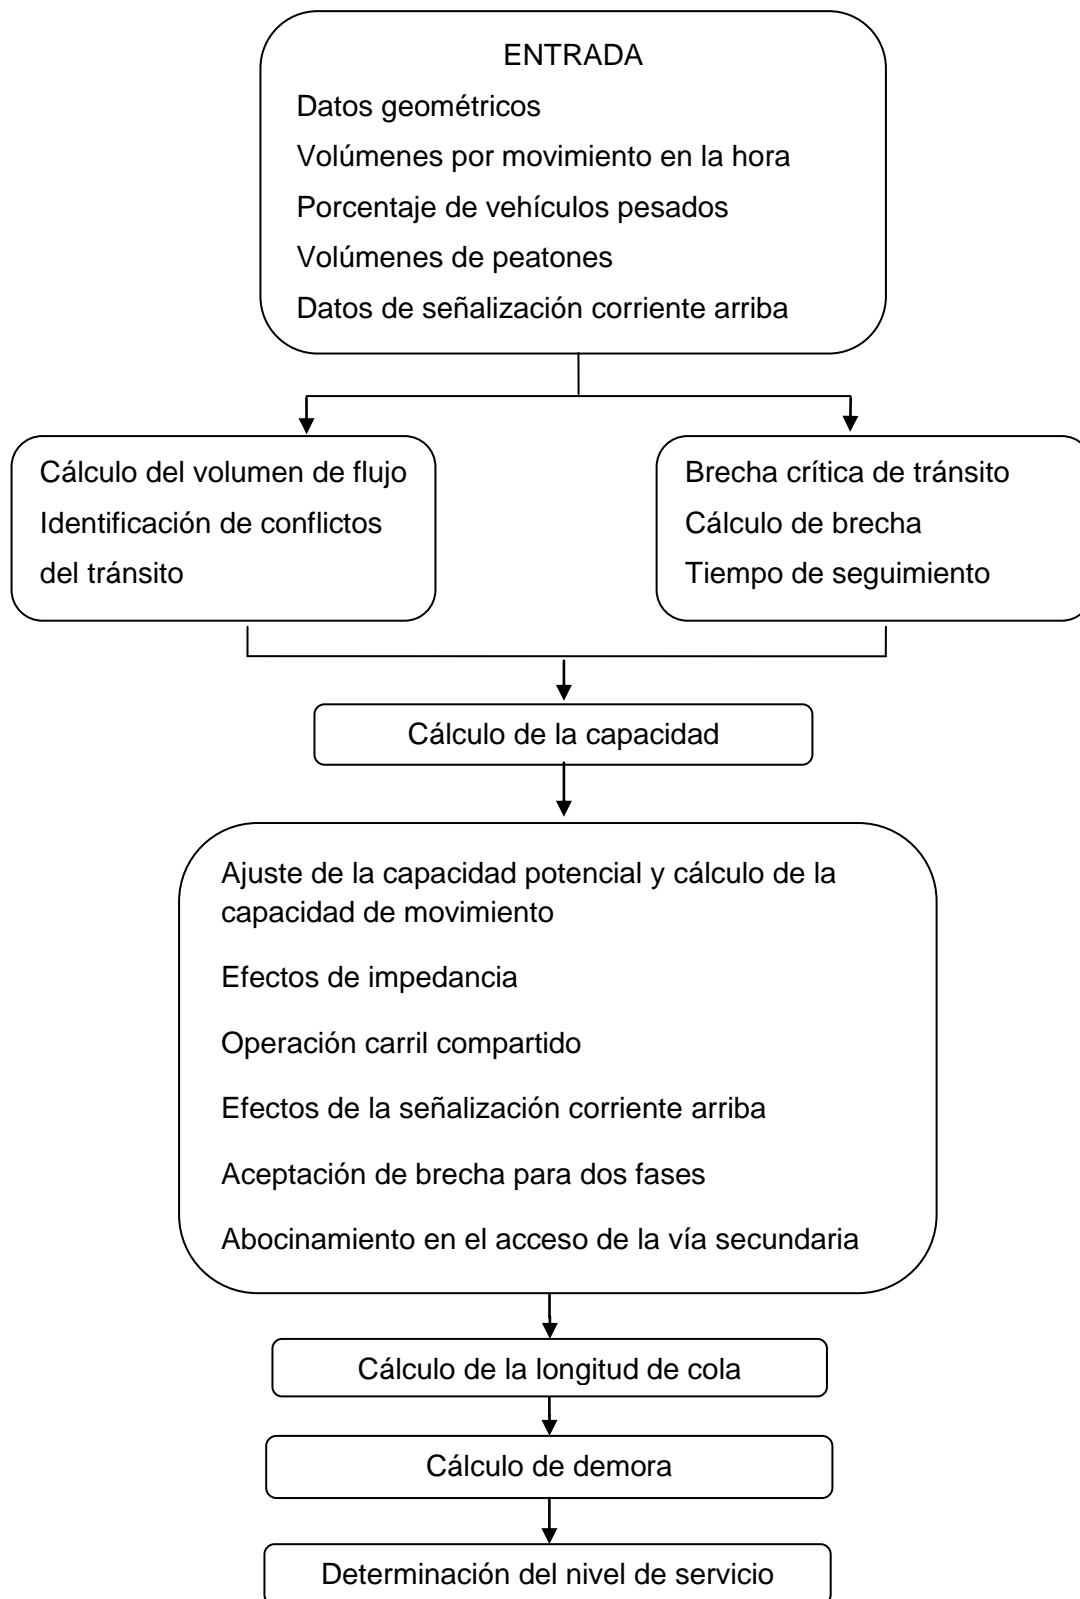 ENTRADA
Datos geométricos
Volúmenes por movimiento en la hora
Porcentaje de vehículos pesados
Volúmenes de peatones
Datos de señalización corriente arriba
Cálculo del volumen de flujo
Identificación de conflictos
del tránsito
Brecha crítica de tránsito
Cálculo de brecha
Tiempo de seguimiento
Cálculo de la capacidad
Ajuste de la capacidad potencial y cálculo de la
capacidad de movimiento
Efectos de impedancia
Operación carril compartido
Efectos de la señalización corriente arriba
Aceptación de brecha para dos fases
Abocinamiento en el acceso de la vía secundaria
Cálculo de la longitud de cola
Cálculo de demora
Determinación del nivel de servicio